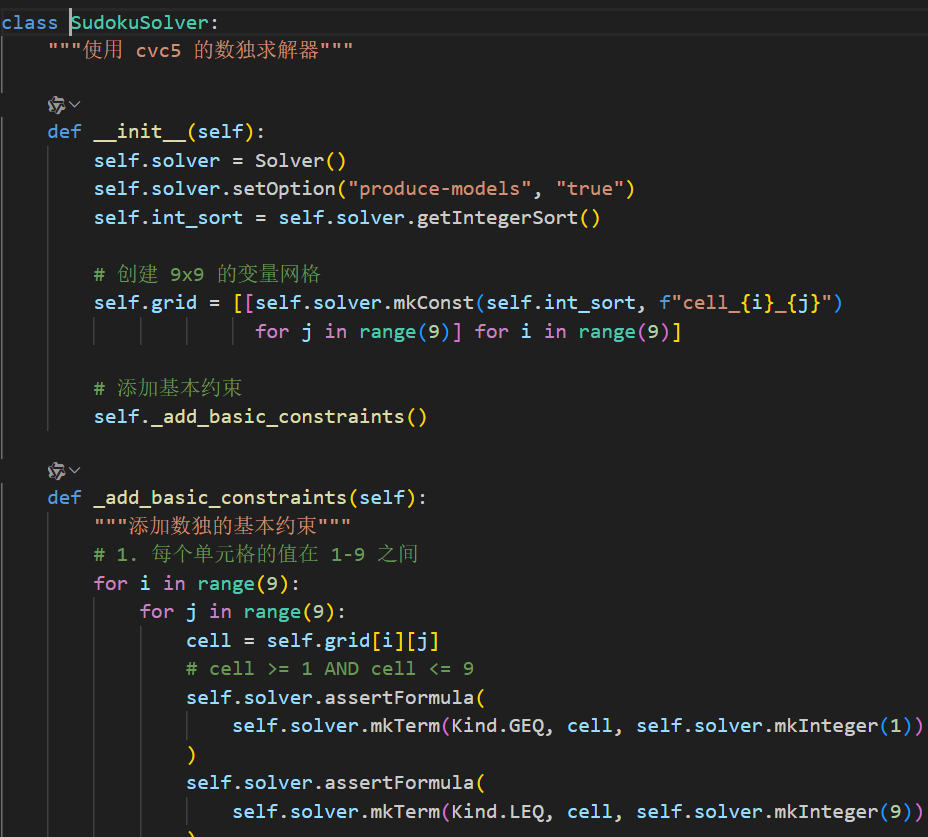 class SudokuSolver:
    """使用 cvc5 的数独求解器"""
    def __init__(self):
        self.solver = Solver()
        self.solver.setOption("produce-models", "true")
        self.int_sort = self.solver.getIntegerSort()
        # 创建 9x9 的变量网格
        self.grid = [[self.solver.mkConst(self.int_sort, f"cell_{i}_{j}")
                      for j in range(9)] for i in range(9)]
        # 添加基本约束
        self._add_basic_constraints()
    def _add_basic_constraints(self):
        """添加数独的基本约束"""
        # 1. 每个单元格的值在 1-9 之间
        for i in range(9):
            for j in range(9):
                cell = self.grid[i][j]
                # cell >= 1 AND cell <= 9
                self.solver.assertFormula(
                    self.solver.mkTerm(Kind.GEQ, cell, self.solver.mkInteger(1))
                )
                self.solver.assertFormula(
                    self.solver.mkTerm(Kind.LEQ, cell, self.solver.mkInteger(9))
                )